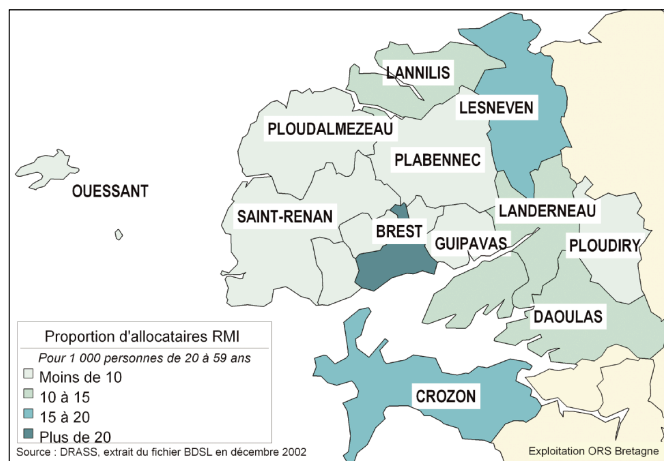 LANNILIS
LESNEVEN
PLOUDALMEZEAU
PLABENNEC
OUESSANT
SAINT-RENAN
LANDERNEAU
BREST
GUIPAVAS
PLOUDIRY
DAOULAS
CROZON
Proportion d'allocataires RMI
Pour 1 000 personnes de 20 à 59 ans
Moins de 10
10 à 15
15 à 20
Plus de 20
Source : DRASS, extrait du fichier BDSL en décembre 2002
Exploitation ORS Bretagne